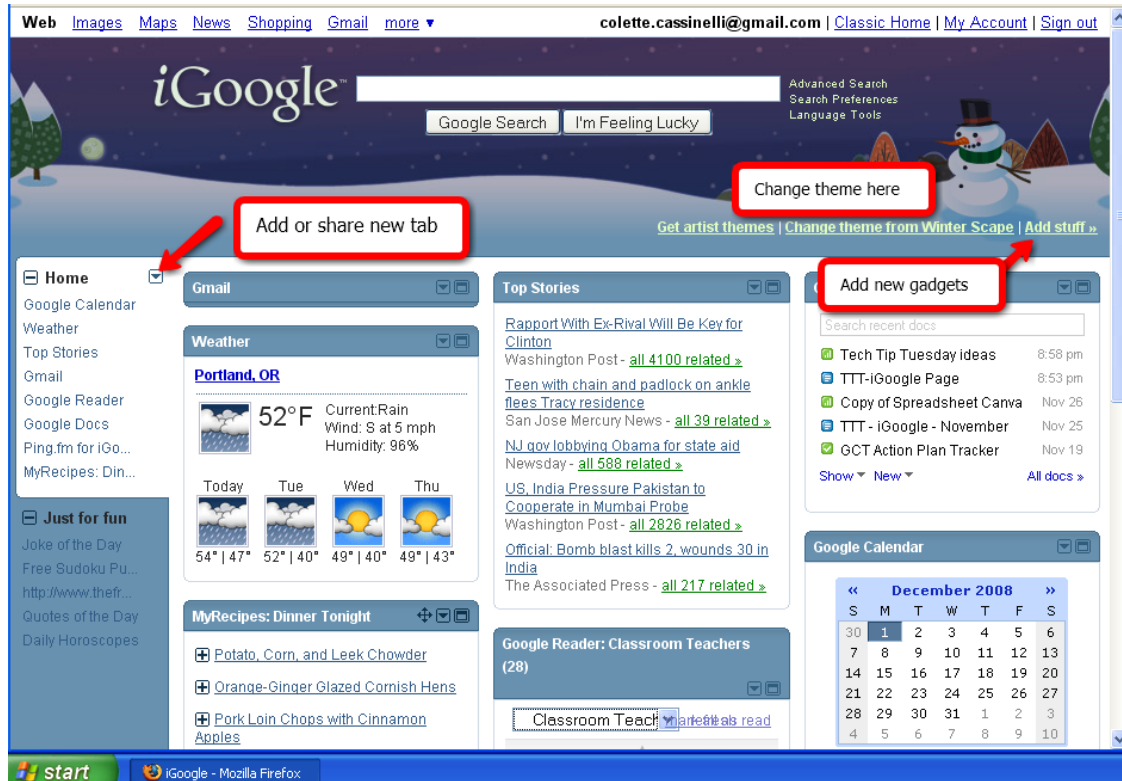 Web Images Maps News Shopping Gmail more ▼
colette.cassinelli@gmail.com | Classic Home | My Account | Sign out
iGoogle™
Advanced Search
Search Preferences
Language Tools
Google Search
I'm Feeling Lucky
Change theme here
Add or share new tab
Get artist themes | Change theme from Winter Scape | Add stuff »
Add new gadgets
Home
Google Calendar
Weather
Top Stories
Gmail
Google Reader
Google Docs
Ping.fm for iGo...
MyRecipes: Din...
Just for fun
Joke of the Day
Free Sudoku Pu...
http://www.thefr...
Quotes of the Day
Daily Horoscopes
Gmail
Weather
Portland, OR
52°F
Current:Rain
Wind: S at 5 mph
Humidity: 96%
Today Tue Wed Thu
54° | 47° 52° | 40° 49° | 40° 49° | 43°
MyRecipes: Dinner Tonight
Potato, Corn, and Leek Chowder
Orange-Ginger Glazed Cornish Hens
Pork Loin Chops with Cinnamon
Apples
Top Stories
Rapport With Ex-Rival Will Be Key for
Clinton
Washington Post - all 4100 related »
Teen with chain and padlock on ankle
flees Tracy residence
San Jose Mercury News - all 39 related »
NJ gov lobbying Obama for state aid
Newsday - all 588 related »
US, India Pressure Pakistan to
Cooperate in Mumbai Probe
Washington Post - all 2826 related »
Official: Bomb blast kills 2, wounds 30 in
India
The Associated Press - all 217 related »
Google Reader: Classroom Teachers
(28)
Classroom Teach
as read
Search recent docs
Tech Tip Tuesday ideas 8:58 pm
TTT-iGoogle Page 8:53 pm
Copy of Spreadsheet Canva Nov 26
TTT - iGoogle - November Nov 25
GCT Action Plan Tracker Nov 19
Show ▼ New ▼ All docs »
Google Calendar
« December 2008 »
S M T W T F S
30 1 2 3 4 5 6
7 8 9 10 11 12 13
14 15 16 17 18 19 20
21 22 23 24 25 26 27
28 29 30 31 1 2 3
4 5 6 7 8 9 10
start
iGoogle - Mozilla Firefox